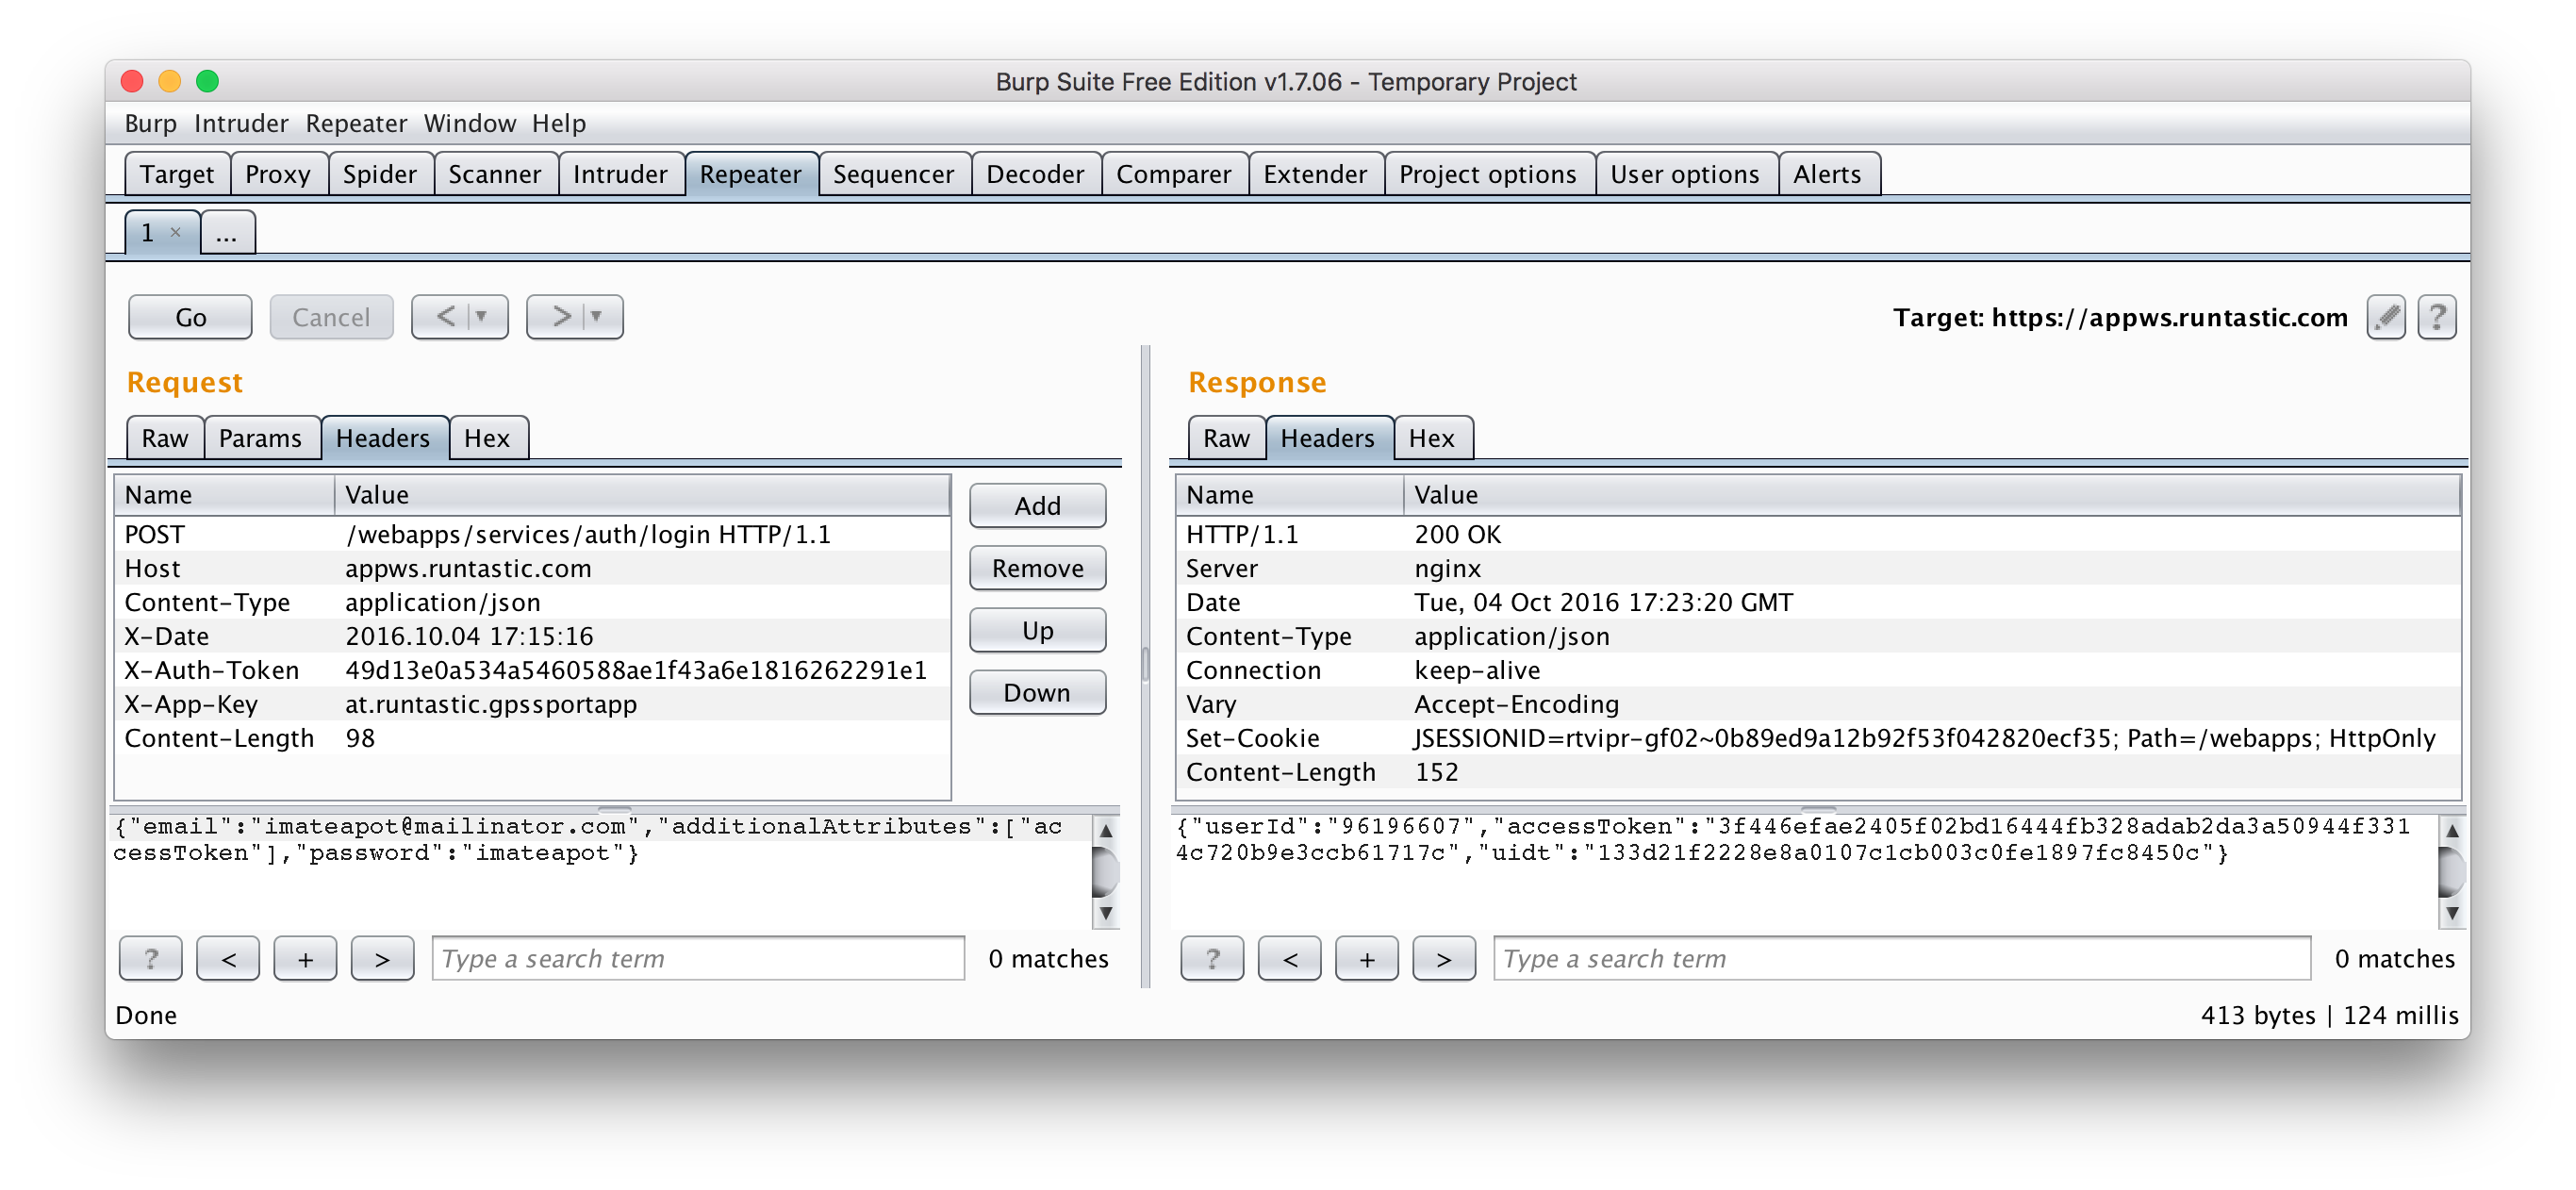 Burp Suite Free Edition v1.7.06 - Temporary Project
Burp Intruder Repeater Window Help
Target Proxy Spider Scanner Intruder Repeater Sequencer Decoder Comparer Extender Project options User options Alerts
1 × ...
Go Cancel < ▼ > ▼ Target: https://appws.runtastic.com ?
Request
Raw Params Headers Hex
Name Value
POST /webapps/services/auth/login HTTP/1.1
Host appws.runtastic.com
Content-Type application/json
X-Date 2016.10.04 17:15:16
X-Auth-Token 49d13e0a534a5460588ae1f43a6e1816262291e1
X-App-Key at.runtastic.gpssportapp
Content-Length 98
Add
Remove
Up
Down
{"email":"imateapot@mailinator.com","additionalAttributes":["ac
cessToken"],"password":"imateapot"}
? < + > Type a search term 0 matches
Response
Raw Headers Hex
Name Value
HTTP/1.1 200 OK
Server nginx
Date Tue, 04 Oct 2016 17:23:20 GMT
Content-Type application/json
Connection keep-alive
Vary Accept-Encoding
Set-Cookie JSESSIONID=rtvipr-gf02~0b89ed9a12b92f53f042820ecf35; Path=/webapps; HttpOnly
Content-Length 152
{"userId":"96196607","accessToken":"3f446efae2405f02bd16444fb328adab2da3a50944f331
4c720b9e3ccb61717c","uidt":"133d21f2228e8a0107c1cb003c0fe1897fc8450c"}
? < + > Type a search term 0 matches
Done 413 bytes | 124 millis